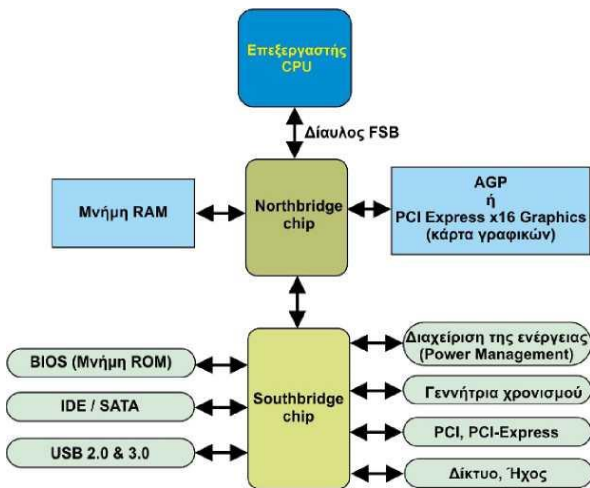 Επεξεργαστής
CPU
Δίαυλος FSB
Μνήμη RAM
Northbridge
chip
AGP
ή
PCI Express x16 Graphics
(κάρτα γραφικών)
BIOS (Μνήμη ROM)
IDE / SATA
USB 2.0 & 3.0
Southbridge
chip
Διαχείριση της ενέργειας
(Power Management)
Γεννήτρια χρονισμού
PCI, PCI-Express
Δίκτυο, Ήχος